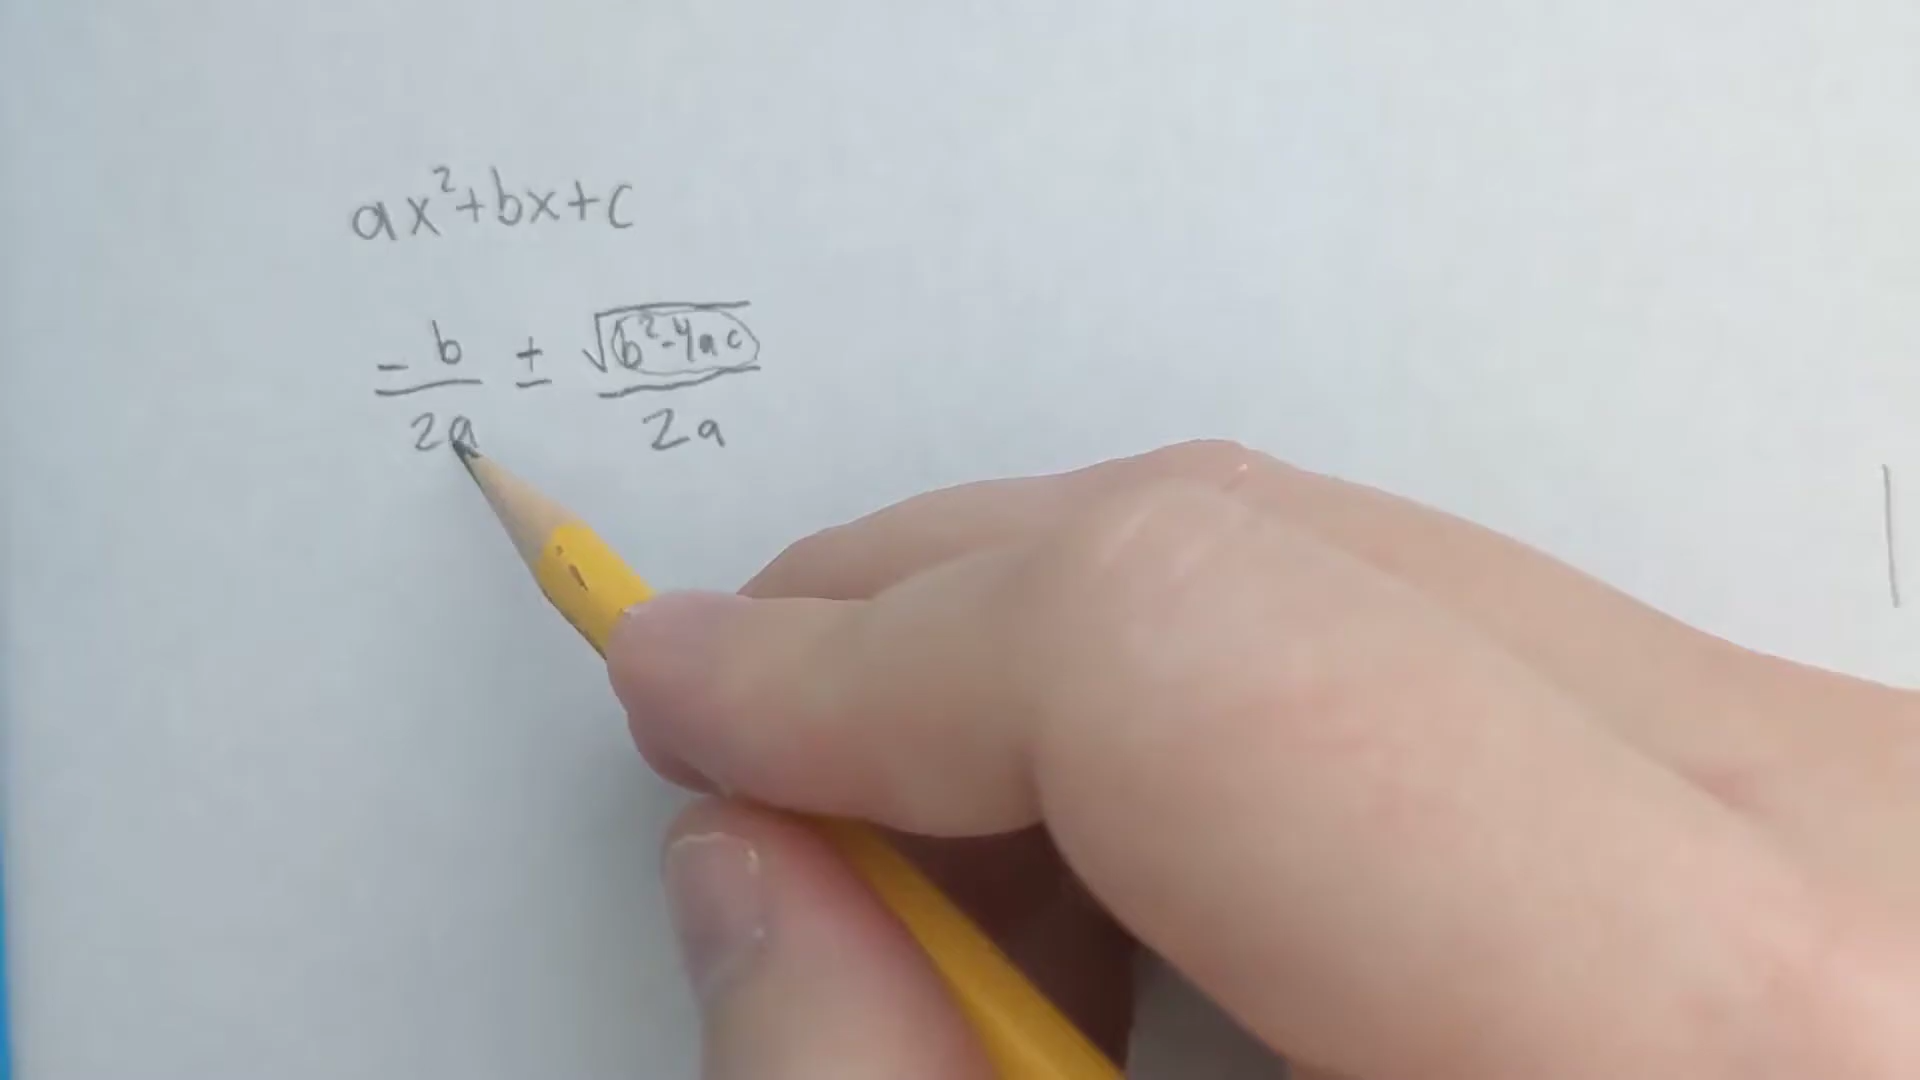 ax²+bx+c
-b/2a ± √(b²-4ac)/2a